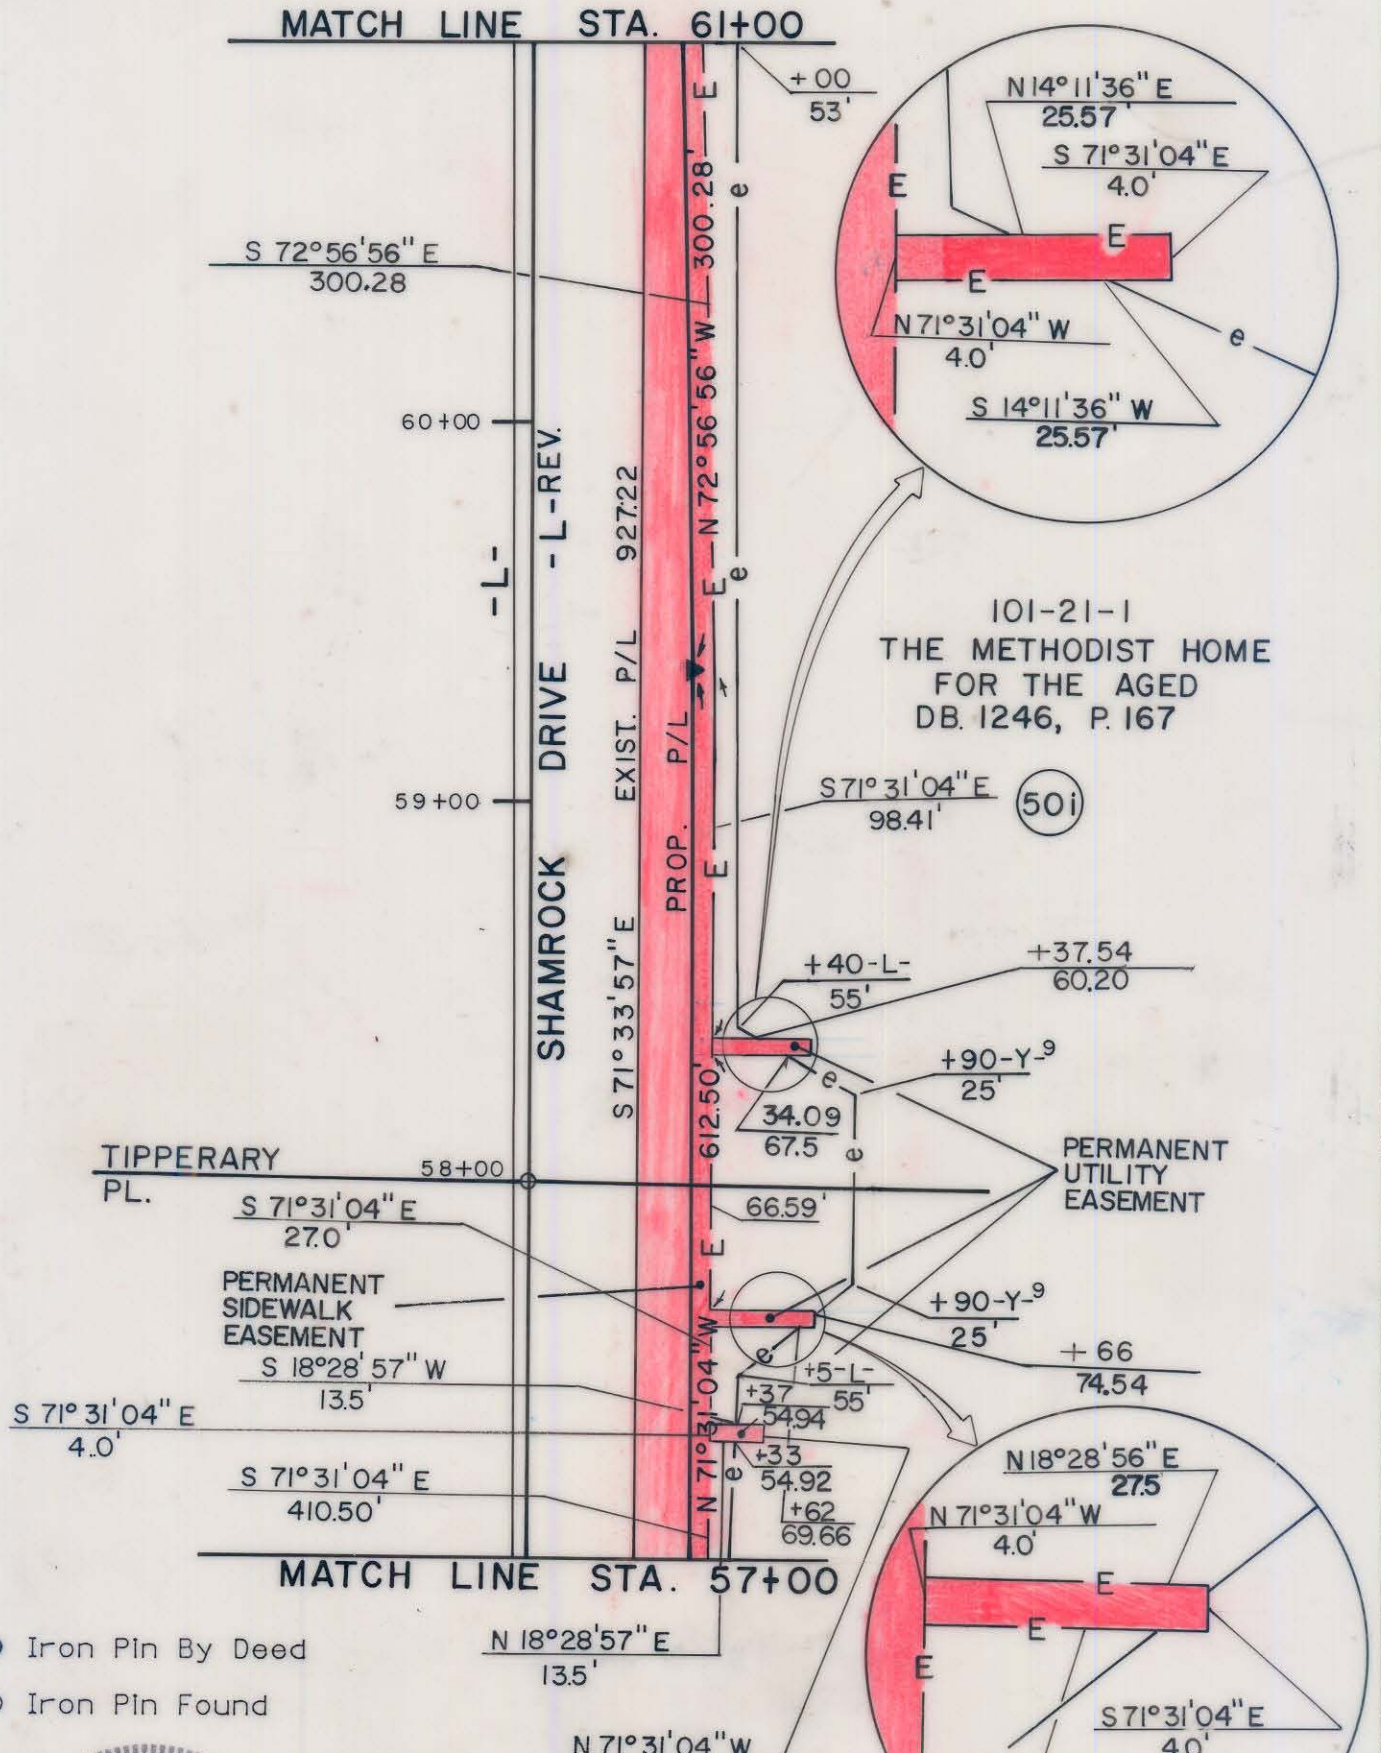 MATCH LINE STA. 61+00
+00
53'
N 14°11'36" E
25.57'
S 71°31'04" E
4.0'
E
E
E
N 71°31'04" W
4.0'
e
S 14°11'36" W
25.57'
S 72°56'56" E
300.28
E
N 72°56'56" W 300.28'
e
60+00
-L-
SHAMROCK DRIVE -L-REV.
S 71°33'57" E EXIST. P/L 927.22
PROP. P/L
E
e
101-21-1
THE METHODIST HOME
FOR THE AGED
DB. 1246, P. 167
59+00
S 71°31'04" E
98.41'
50i
E
+40-L-
55'
+37.54
60.20
+90-Y-9
25'
e
34.09
67.5
e
N 71°31'04" W 612.50'
PERMANENT
UTILITY
EASEMENT
TIPPERARY
PL.
58+00
66.59'
S 71°31'04" E
27.0'
E
PERMANENT
SIDEWALK
EASEMENT
+90-Y-9
25'
+66
74.54
S 18°28'57" W
13.5'
e
+5-L-
55'
+37
54.94
S 71°31'04" E
4.0'
+33
54.92
e
+62
69.66
S 71°31'04" E
410.50'
MATCH LINE STA. 57+00
N 18°28'56" E
27.5
N 71°31'04" W
4.0'
E
E
E
S 71°31'04" E
4.0'
N 18°28'57" E
13.5'
Iron Pin By Deed
Iron Pin Found
N 71°31'04" W